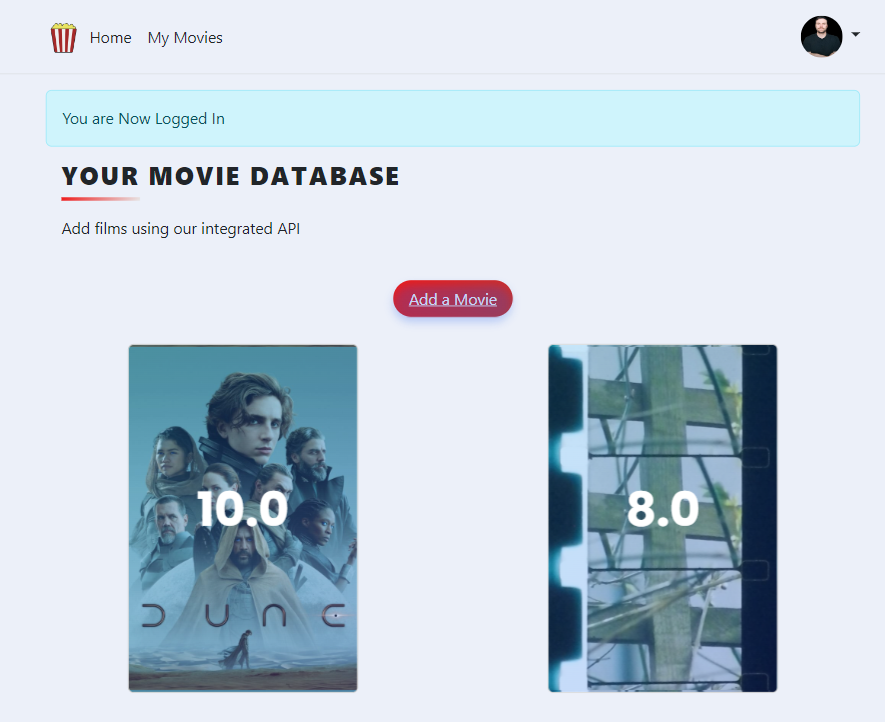 Home My Movies
You are Now Logged In
YOUR MOVIE DATABASE
Add films using our integrated API
Add a Movie
10.0
8.0
DUNE